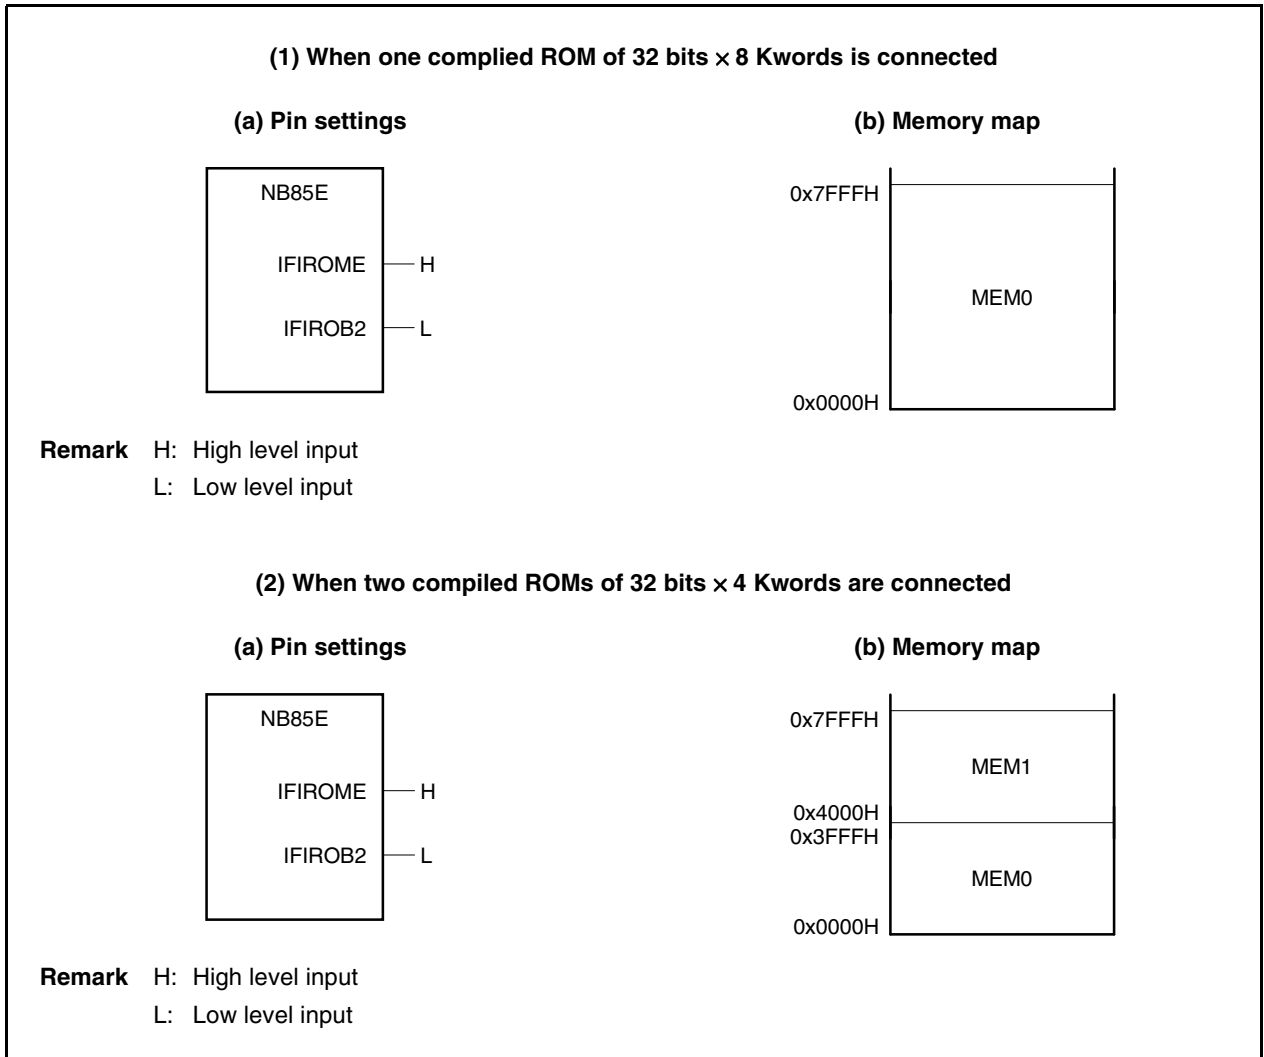 (1) When one complied ROM of 32 bits × 8 Kwords is connected
(a) Pin settings
(b) Memory map
NB85E
IFIROME
H
IFIROB2
L
0x7FFFH
MEM0
0x0000H
Remark H: High level input
L: Low level input
(2) When two compiled ROMs of 32 bits × 4 Kwords are connected
(a) Pin settings
(b) Memory map
NB85E
IFIROME
H
IFIROB2
L
0x7FFFH
MEM1
0x4000H
0x3FFFH
MEM0
0x0000H
Remark H: High level input
L: Low level input